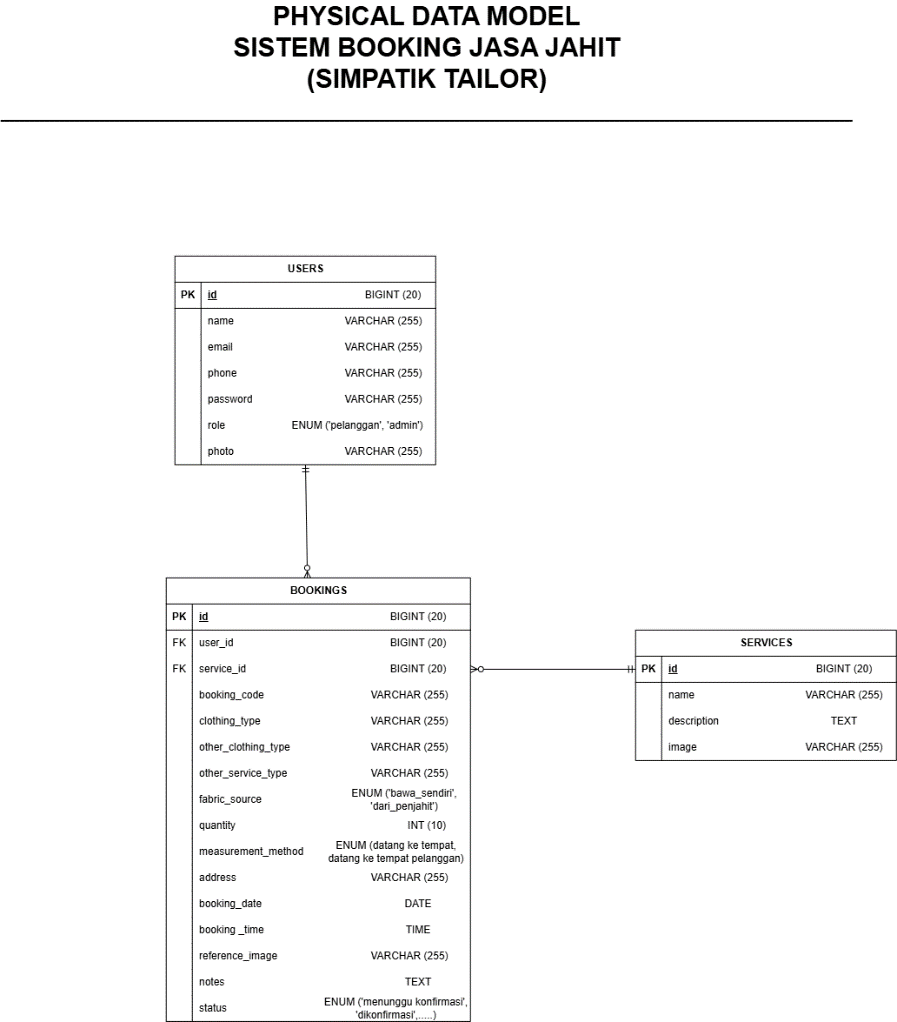 PHYSICAL DATA MODEL
SISTEM BOOKING JASA JAHIT
(SIMPATIK TAILOR)
USERS
PK id BIGINT (20)
name VARCHAR (255)
email VARCHAR (255)
phone VARCHAR (255)
password VARCHAR (255)
role ENUM ('pelanggan', 'admin')
photo VARCHAR (255)
BOOKINGS
PK id BIGINT (20)
FK user_id BIGINT (20)
FK service_id BIGINT (20)
booking_code VARCHAR (255)
clothing_type VARCHAR (255)
other_clothing_type VARCHAR (255)
other_service_type VARCHAR (255)
fabric_source ENUM ('bawa_sendiri',
'dari_penjahit')
quantity INT (10)
measurement_method ENUM (datang ke tempat,
datang ke tempat pelanggan)
address VARCHAR (255)
booking_date DATE
booking _time TIME
reference_image VARCHAR (255)
notes TEXT
status ENUM ('menunggu konfirmasi',
'dikonfirmasi',.....)
SERVICES
PK id BIGINT (20)
name VARCHAR (255)
description TEXT
image VARCHAR (255)